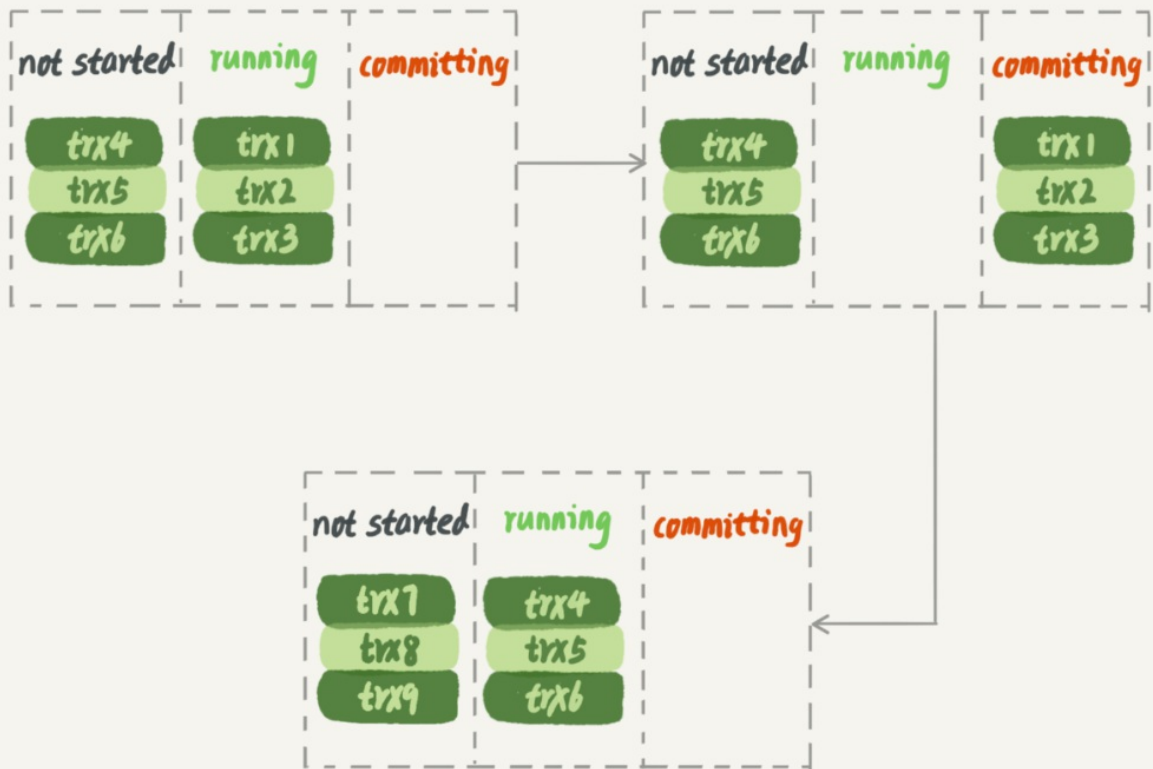 not started running committing
trx4 trx1
trx5 trx2
trx6 trx3
not started running committing
trx4 trx1
trx5 trx2
trx6 trx3
not started running committing
trx7 trx4
trx8 trx5
trx9 trx6